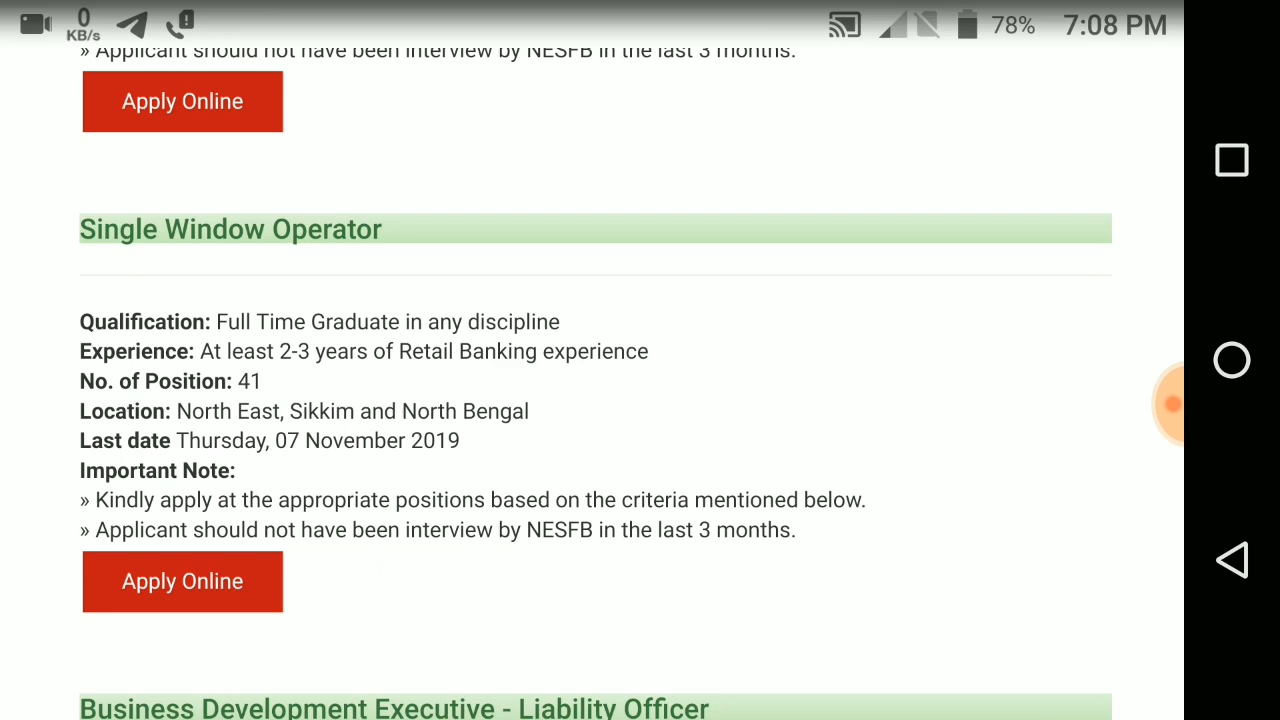 0
KB/s
78%
7:08 PM
» Applicant should not have been interview by NESFB in the last 3 months.
Apply Online
Single Window Operator
Qualification: Full Time Graduate in any discipline
Experience: At least 2-3 years of Retail Banking experience
No. of Position: 41
Location: North East, Sikkim and North Bengal
Last date Thursday, 07 November 2019
Important Note:
» Kindly apply at the appropriate positions based on the criteria mentioned below.
» Applicant should not have been interview by NESFB in the last 3 months.
Apply Online
Business Development Executive - Liability Officer